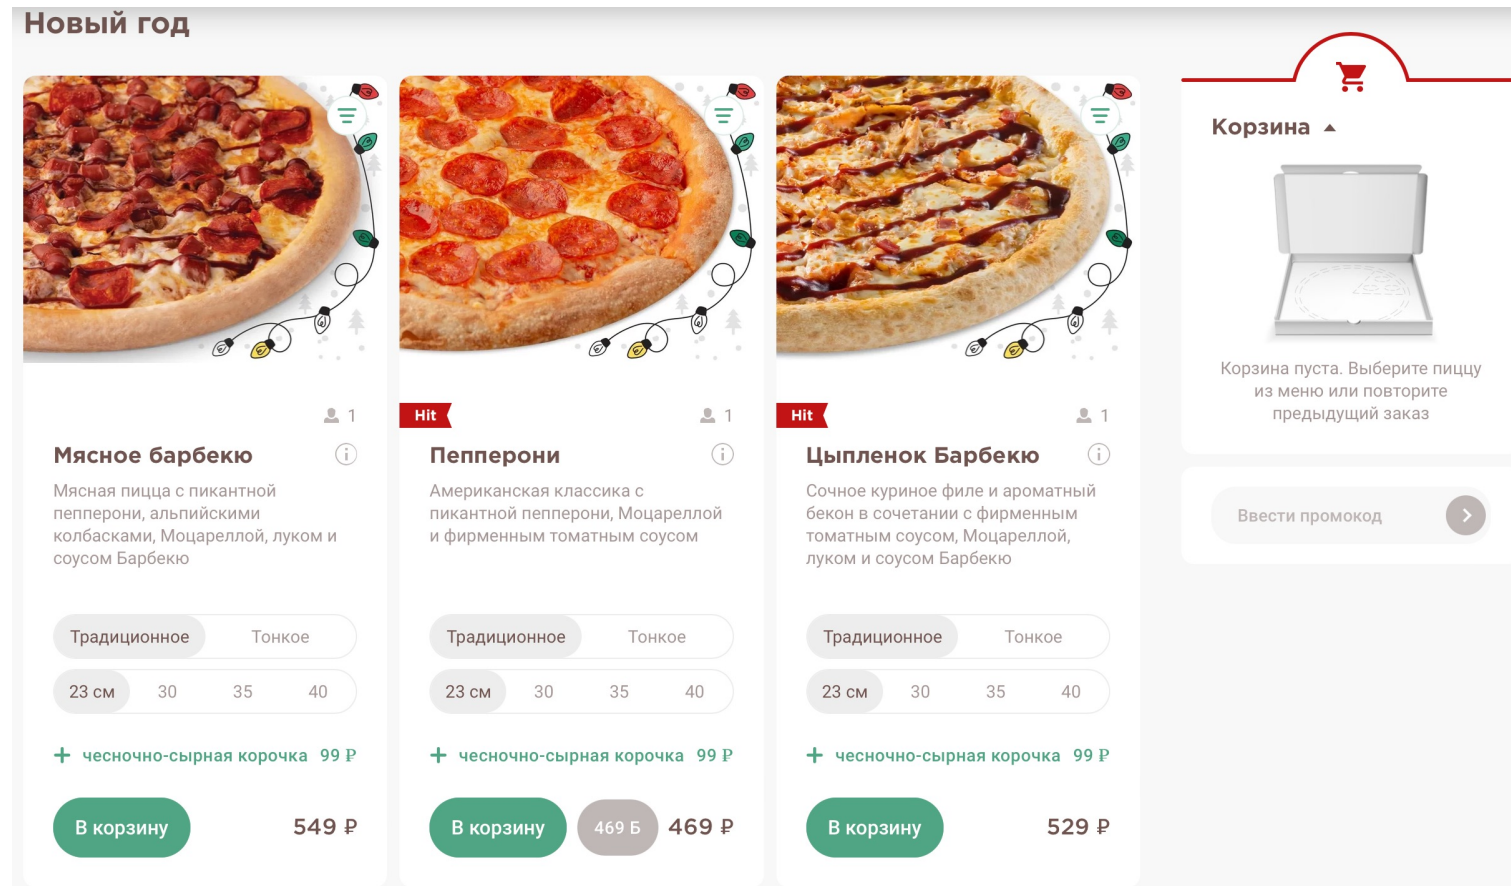 Новый год
1
Мясное барбекю
Мясная пицца с пикантной
пепперони, альпийскими
колбасками, Моцареллой, луком и
соусом Барбекю
Традиционное Тонкое
23 см 30 35 40
+ чесночно-сырная корочка 99 ₽
В корзину 549 ₽
Hit
1
Пепперони
Американская классика с
пикантной пепперони, Моцареллой
и фирменным томатным соусом
Традиционное Тонкое
23 см 30 35 40
+ чесночно-сырная корочка 99 ₽
В корзину 469 Б 469 ₽
Hit
1
Цыпленок Барбекю
Сочное куриное филе и ароматный
бекон в сочетании с фирменным
томатным соусом, Моцареллой,
луком и соусом Барбекю
Традиционное Тонкое
23 см 30 35 40
+ чесночно-сырная корочка 99 ₽
В корзину 529 ₽
Корзина
Корзина пуста. Выберите пиццу
из меню или повторите
предыдущий заказ
Ввести промокод